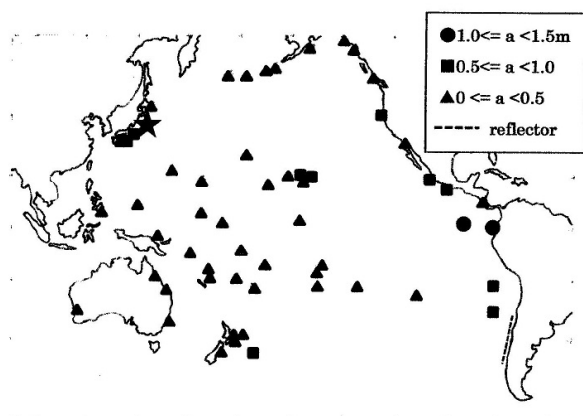 1.0<= a <1.5m
0.5<= a <1.0
0 <= a <0.5
reflector